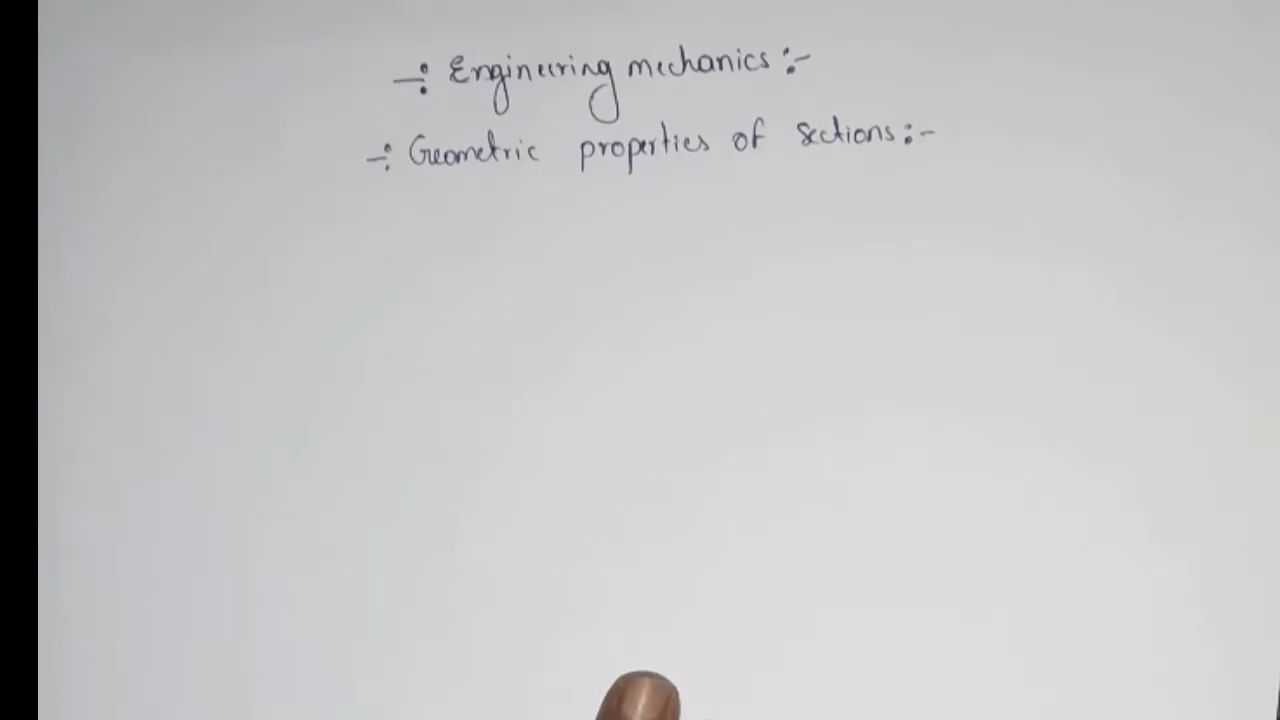 -: Engineering mechanics :-
-: Geometric properties of sections :-